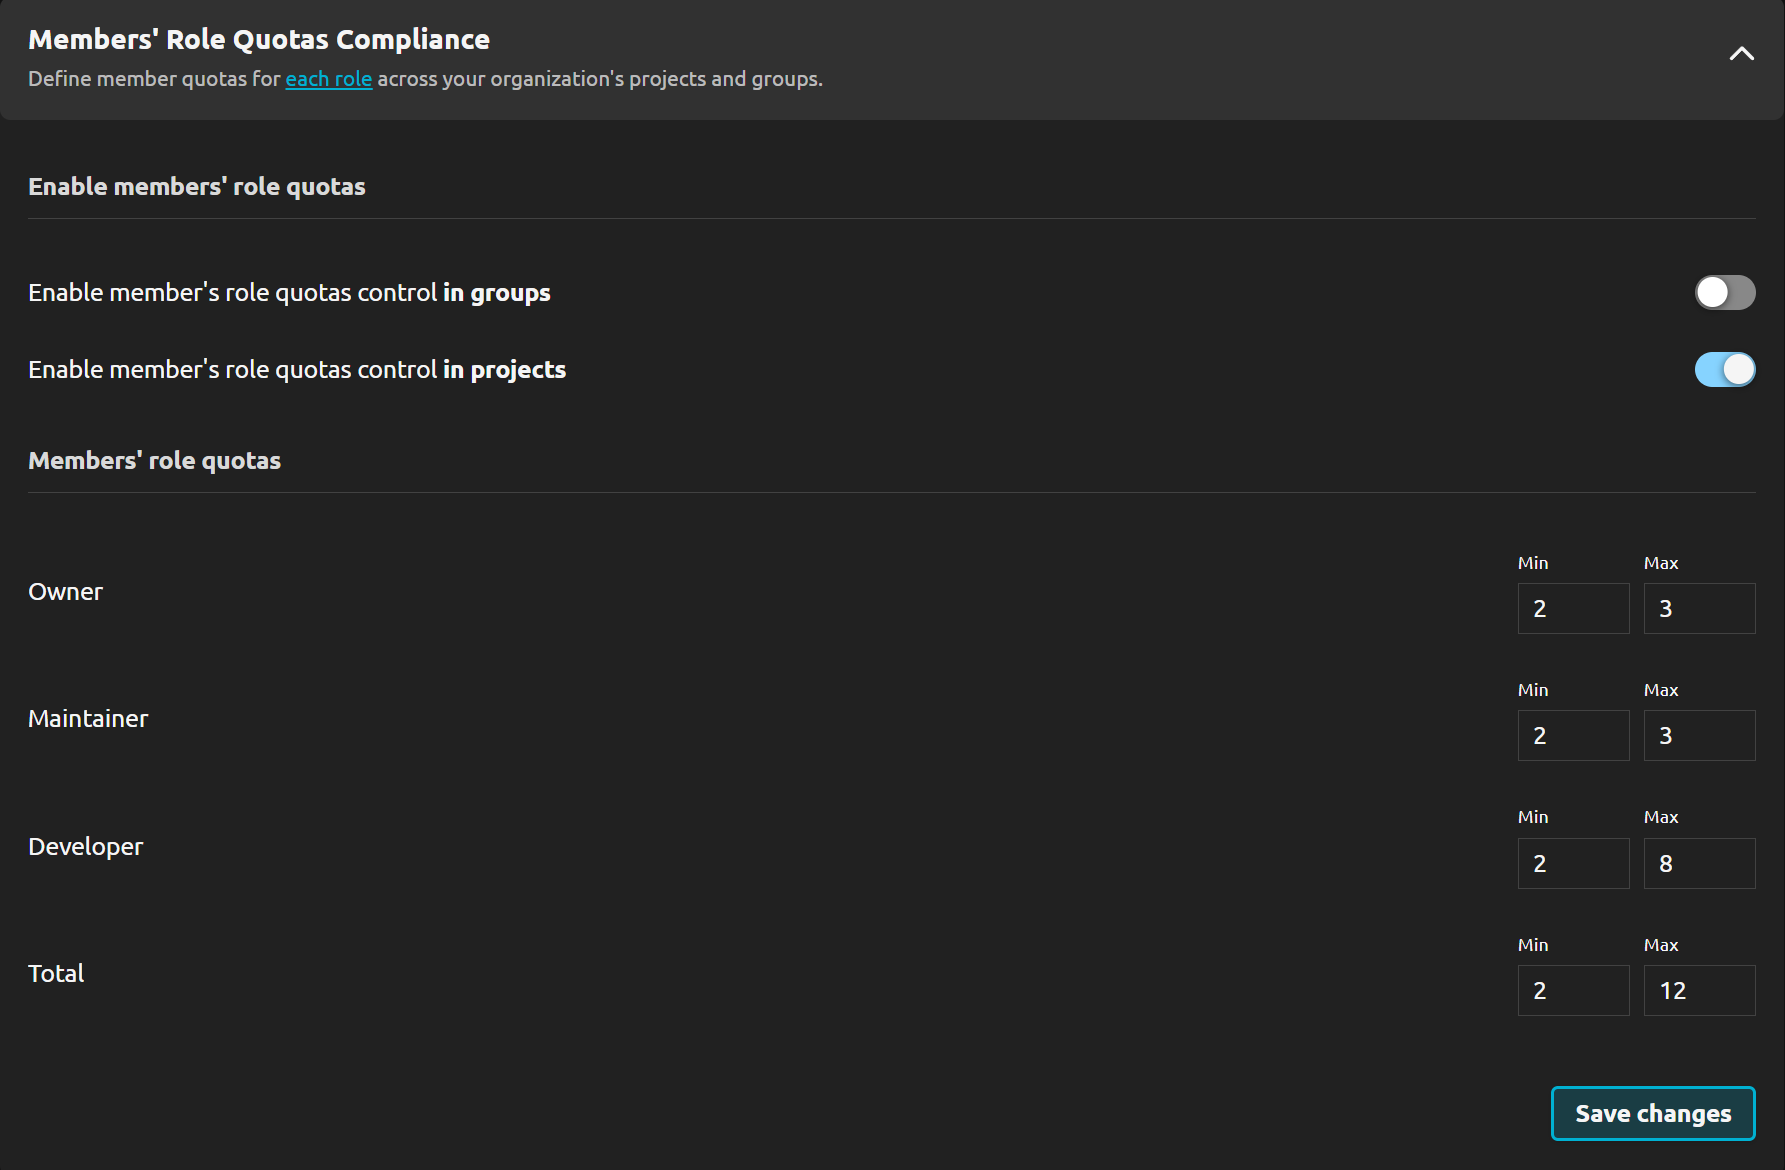 Members' Role Quotas Compliance
Define member quotas for each role across your organization's projects and groups.
Enable members' role quotas
Enable member's role quotas control in groups
Enable member's role quotas control in projects
Members' role quotas
Min Max
Owner
2 3
Min Max
Maintainer
2 3
Min Max
Developer
2 8
Min Max
Total
2 12
Save changes